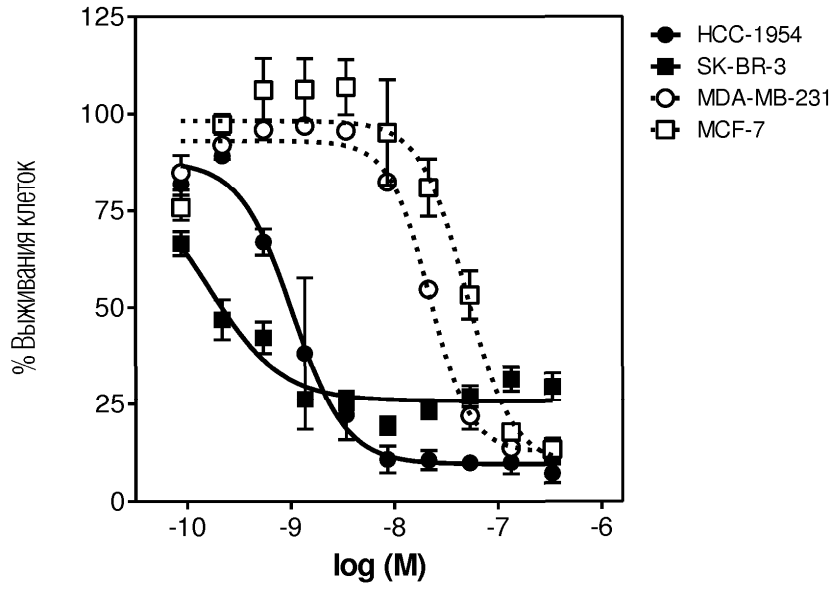 125
100
75
50
25
0
% Выживания клеток
-10 -9 -8 -7 -6
log (M)
HCC-1954
SK-BR-3
MDA-MB-231
MCF-7